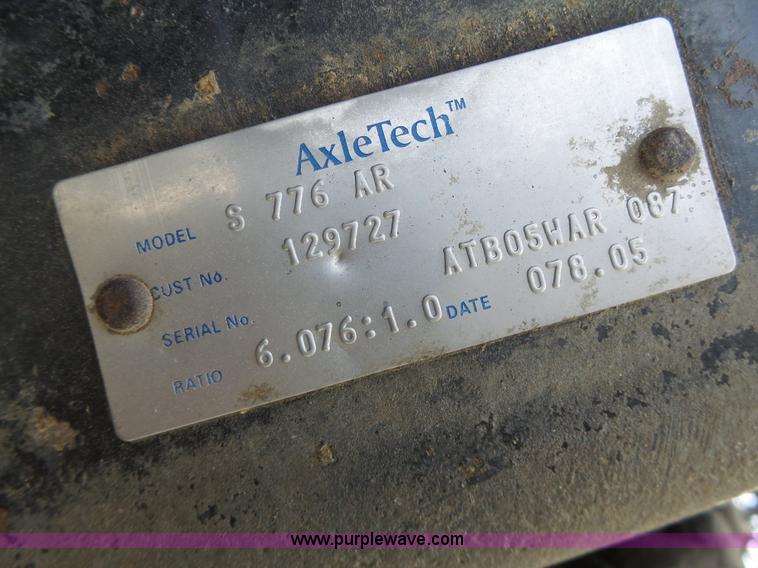 AxleTech™
MODEL S 776 AR
CUST No. 129727
SERIAL No. ATB05WAR 087
RATIO 6.076:1.0 DATE 078.05
www.purplewave.com